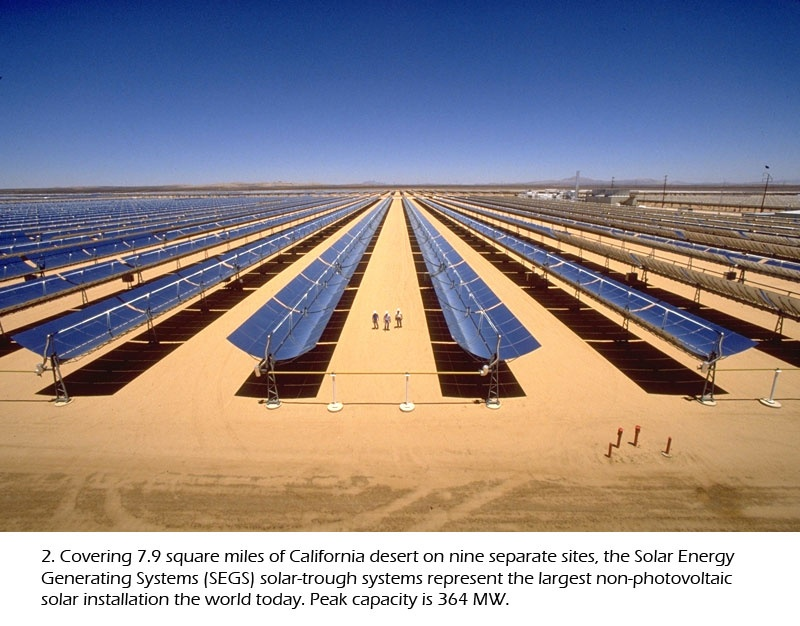 2. Covering 7.9 square miles of California desert on nine separate sites, the Solar Energy
Generating Systems (SEGS) solar-trough systems represent the largest non-photovoltaic
solar installation the world today. Peak capacity is 364 MW.